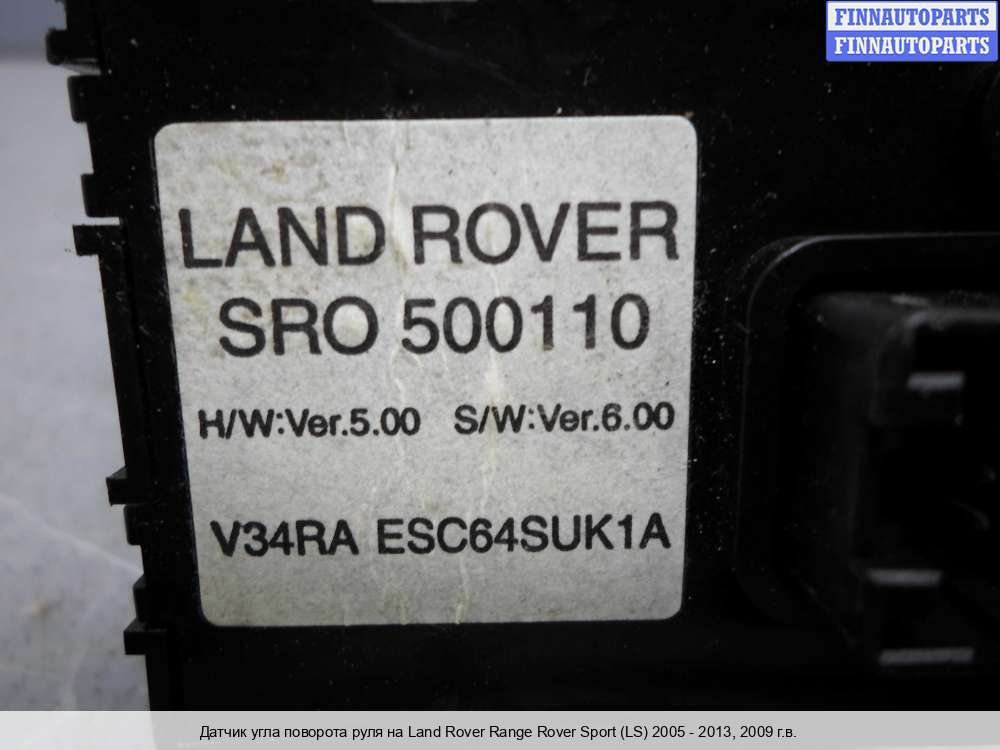 FINNAUTOPARTS
FINNAUTOPARTS
LAND ROVER
SRO 500110
H/W:Ver.5.00 S/W:Ver.6.00
V34RA ESC64SUK1A
Датчик угла поворота руля на Land Rover Range Rover Sport (LS) 2005 - 2013, 2009 г.в.